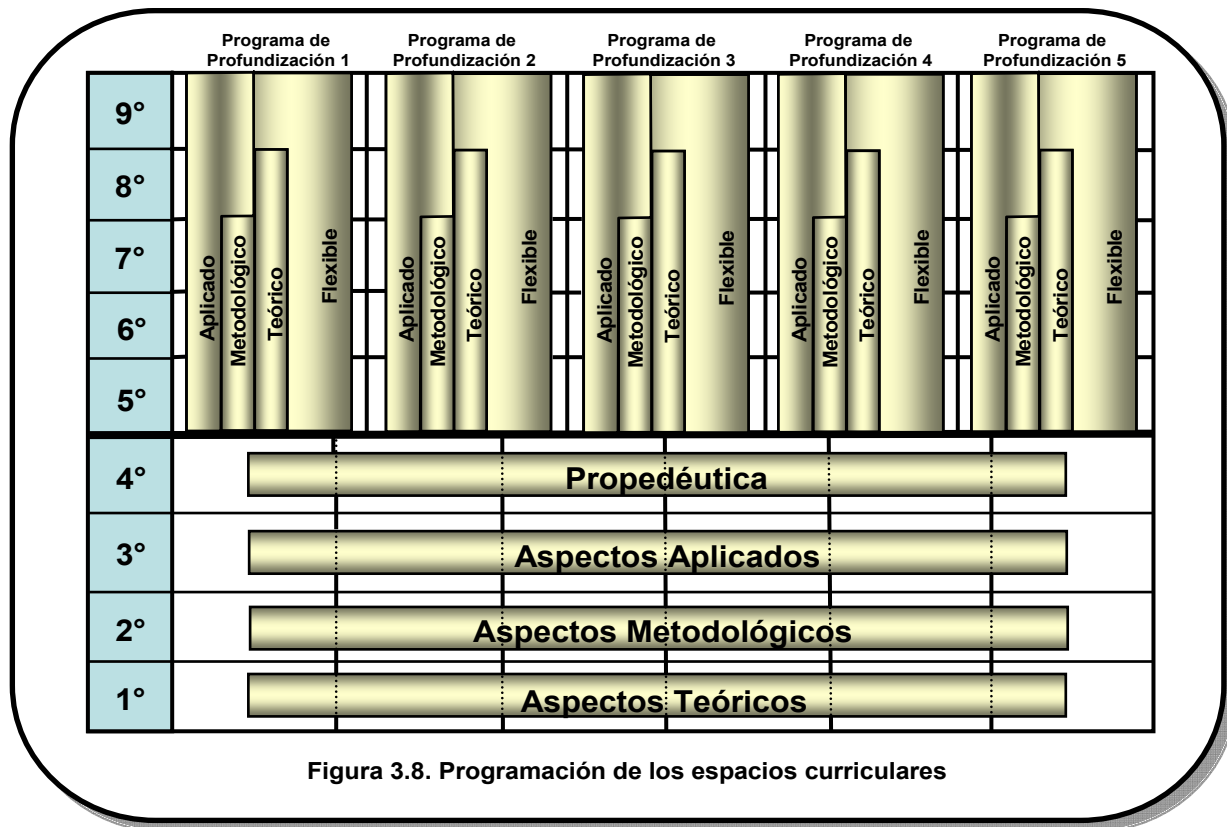 Programa de
Profundización 1
Programa de
Profundización 2
Programa de
Profundización 3
Programa de
Profundización 4
Programa de
Profundización 5
9°
8°
7°
6°
5°
Aplicado
Metodológico
Teórico
Flexible
Aplicado
Metodológico
Teórico
Flexible
Aplicado
Metodológico
Teórico
Flexible
Aplicado
Metodológico
Teórico
Flexible
Aplicado
Metodológico
Teórico
Flexible
4°
Propedéutica
3°
Aspectos Aplicados
2°
Aspectos Metodológicos
1°
Aspectos Teóricos
Figura 3.8. Programación de los espacios curriculares